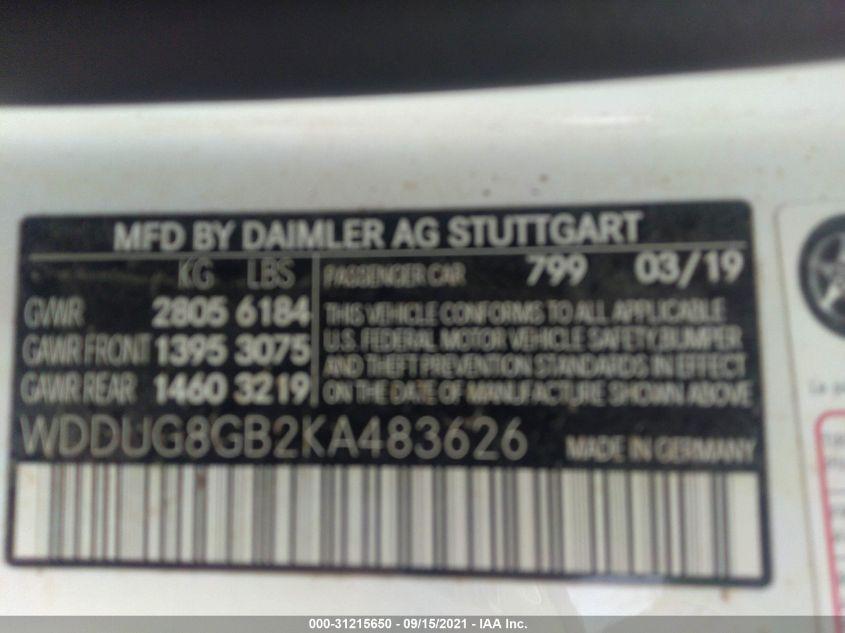 MFD BY DAIMLER AG STUTTGART
KG LBS
GVWR 2805 6184
GAWR FRONT 1395 3075
GAWR REAR 1460 3219
PASSENGER CAR 799 03/19
THIS VEHICLE CONFORMS TO ALL APPLICABLE
U.S. FEDERAL MOTOR VEHICLE SAFETY, BUMPER
AND THEFT PREVENTION STANDARDS IN EFFECT
ON THE DATE OF MANUFACTURE SHOWN ABOVE
WDDUG8GB2KA483626 MADE IN GERMANY
000-31215650 - 09/15/2021 - IAA Inc.